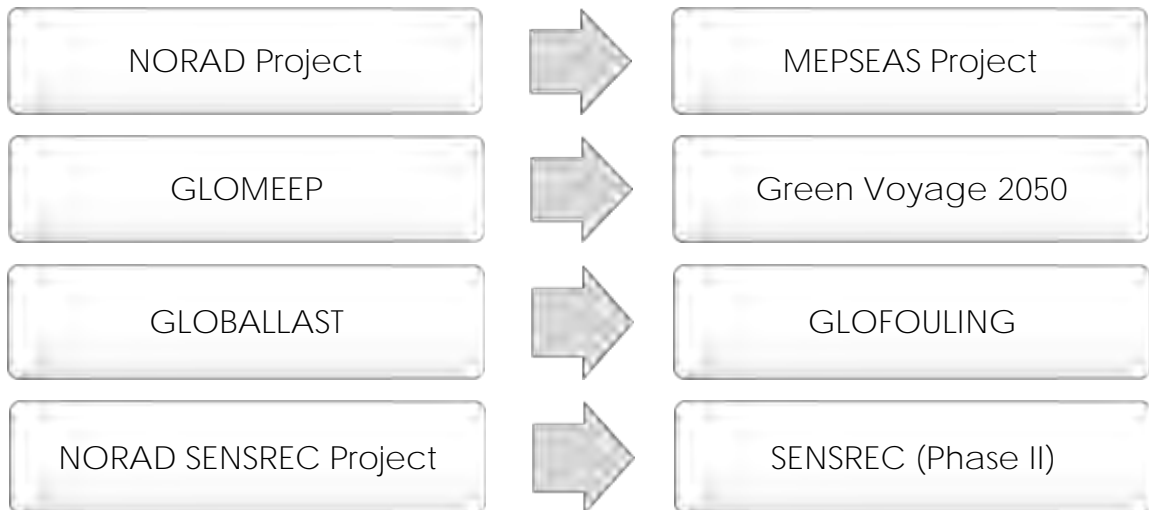 NORAD Project
MEPSEAS Project
GLOMEEP
Green Voyage 2050
GLOBALLAST
GLOFOULING
NORAD SENSREC Project
SENSREC (Phase II)